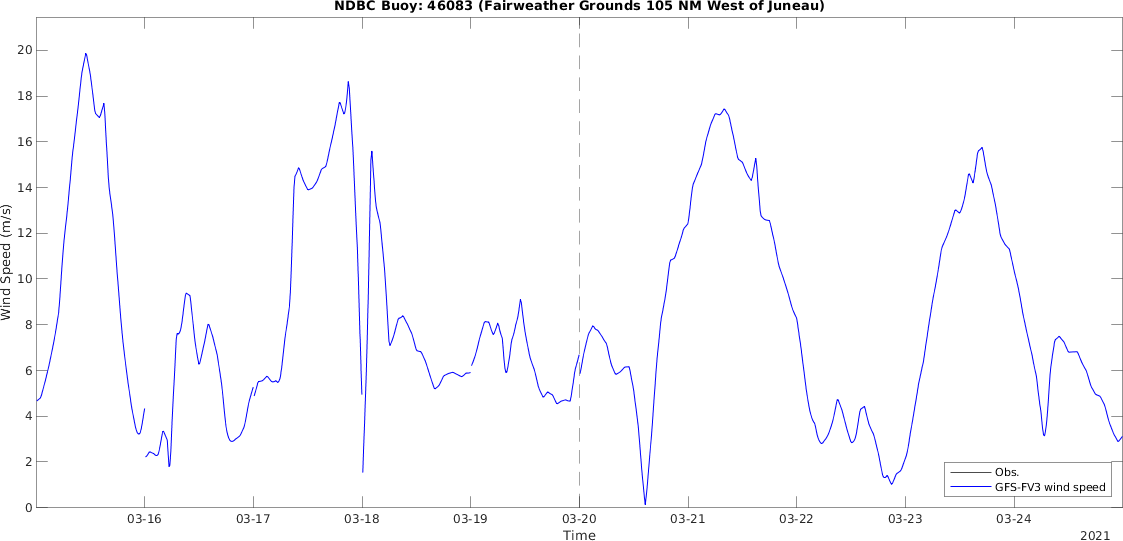 NDBC Buoy: 46083 (Fairweather Grounds 105 NM West of Juneau)
Wind Speed (m/s)
20
18
16
14
12
10
8
6
4
2
0
03-16 03-17 03-18 03-19 03-20 03-21 03-22 03-23 03-24
Time
2021
Obs.
GFS-FV3 wind speed